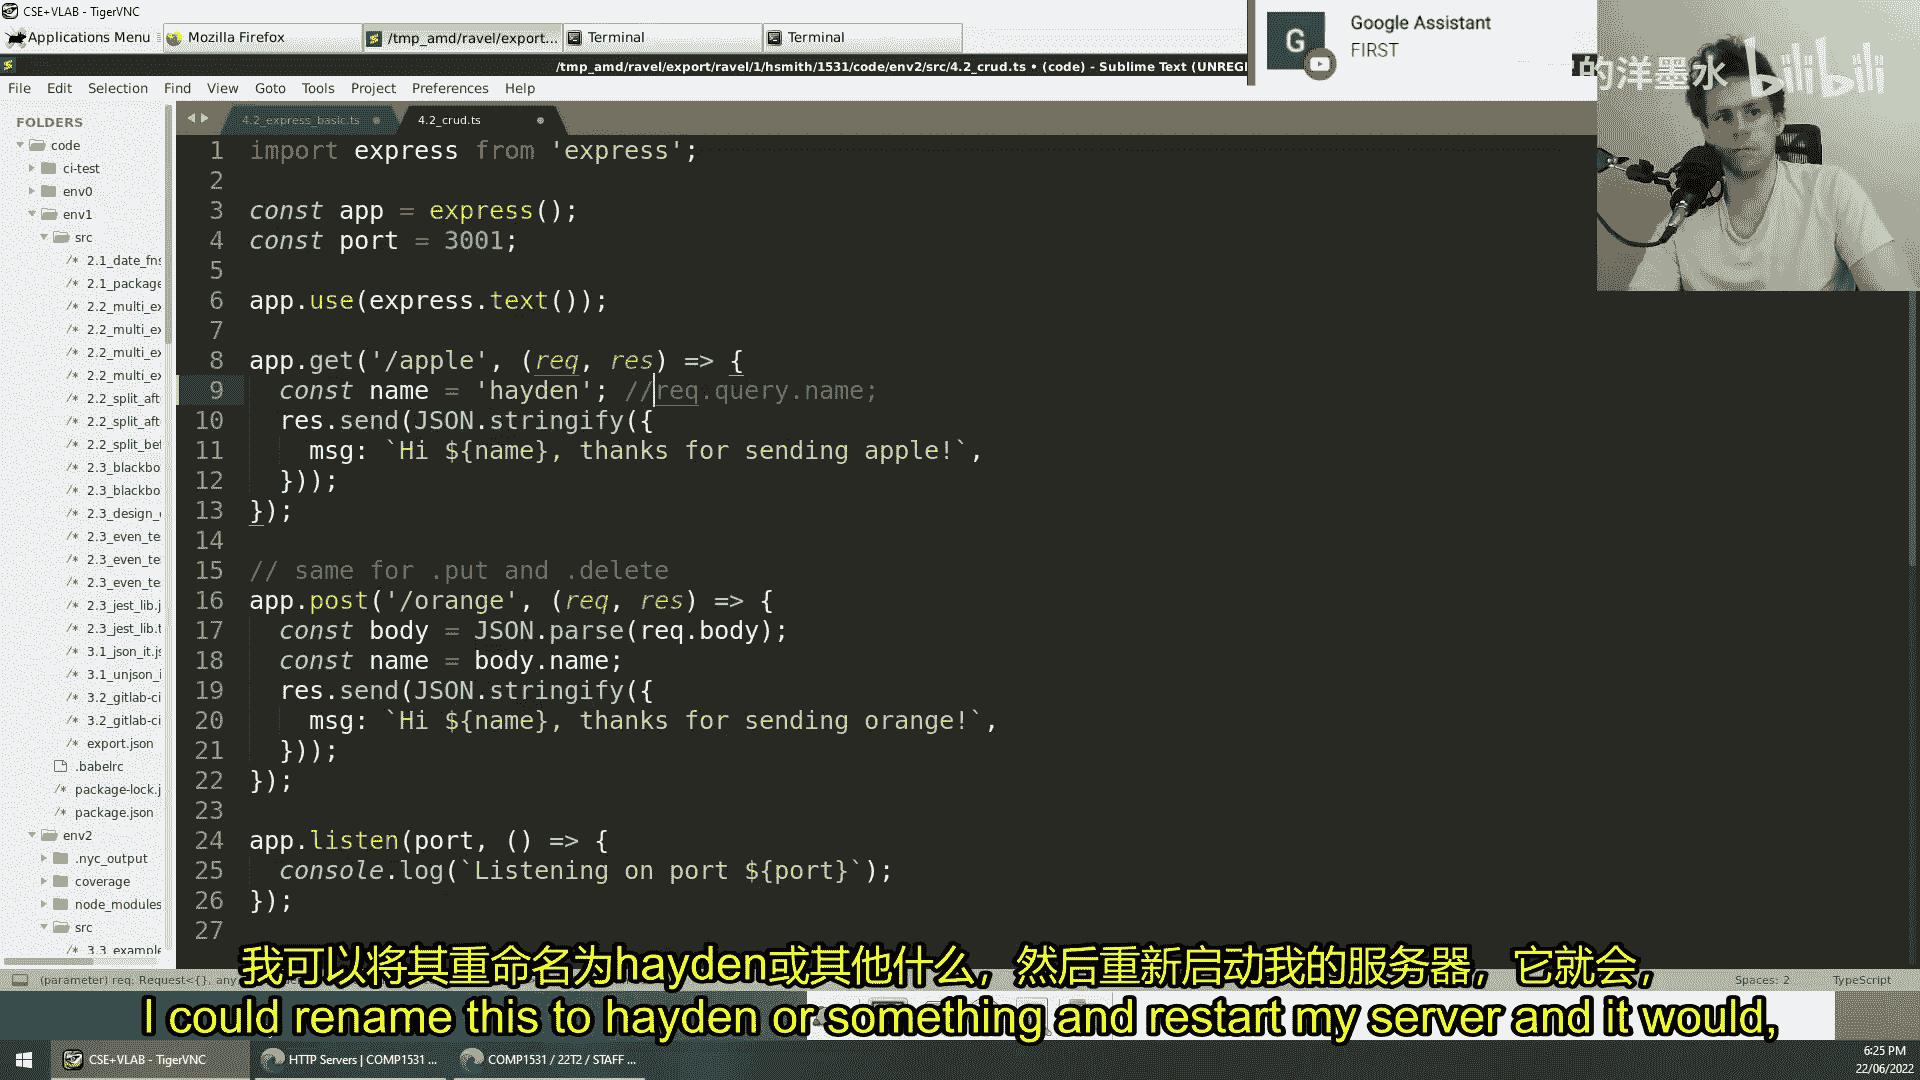 CSE+VLAB - TigerVNC
Applications Menu
Mozilla Firefox
/tmp_amd/ravel/export...
Terminal
Terminal
Google Assistant
FIRST
G
的洋墨水 bilibili
/tmp_amd/ravel/export/ravel/1/hsmith/1531/code/env2/src/4.2_crud.ts • (code) - Sublime Text (UNREGI
File Edit Selection Find View Goto Tools Project Preferences Help
FOLDERS
code
ci-test
env0
env1
src
2.1_date_fns
2.1_package
2.2_multi_ex
2.2_multi_ex
2.2_multi_ex
2.2_multi_ex
2.2_split_aft
2.2_split_aft
2.2_split_bef
2.3_blackbo
2.3_blackbo
2.3_design_
2.3_even_te
2.3_even_te
2.3_even_te
2.3_jest_lib.j
2.3_jest_lib.t
3.1_json_it.js
3.1_unjson_i
3.2_gitlab-ci
3.2_gitlab-ci
export.json
.babelrc
package-lock.j
package.json
env2
.nyc_output
coverage
node_modules
src
3.3_example
4.2_express_basic.ts
4.2_crud.ts
1 import express from 'express';
2
3 const app = express();
4 const port = 3001;
5
6 app.use(express.text());
7
8 app.get('/apple', (req, res) => {
9 const name = 'hayden'; //req.query.name;
10 res.send(JSON.stringify({
11 msg: `Hi ${name}, thanks for sending apple!`,
12 }));
13 });
14
15 // same for .put and .delete
16 app.post('/orange', (req, res) => {
17 const body = JSON.parse(req.body);
18 const name = body.name;
19 res.send(JSON.stringify({
20 msg: `Hi ${name}, thanks for sending orange!`,
21 }));
22 });
23
24 app.listen(port, () => {
25 console.log(`Listening on port ${port}`);
26 });
27
我可以将其重命名为hayden或其他什么，然后重新启动我的服务器，它就会，
(parameter) req: Request<{}, any
Spaces: 2
TypeScript
I could rename this to hayden or something and restart my server and it would,
CSE+VLAB - TigerVNC
HTTP Servers | COMP1531 ...
COMP1531 / 22T2 / STAFF ...
6:25 PM
22/06/2022